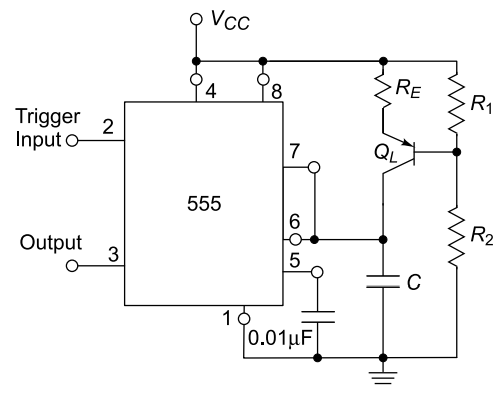 V_CC
4
8
R_E
R_1
Trigger
Input
2
7
Q_L
555
6
R_2
Output
3
5
C
1
0.01μF